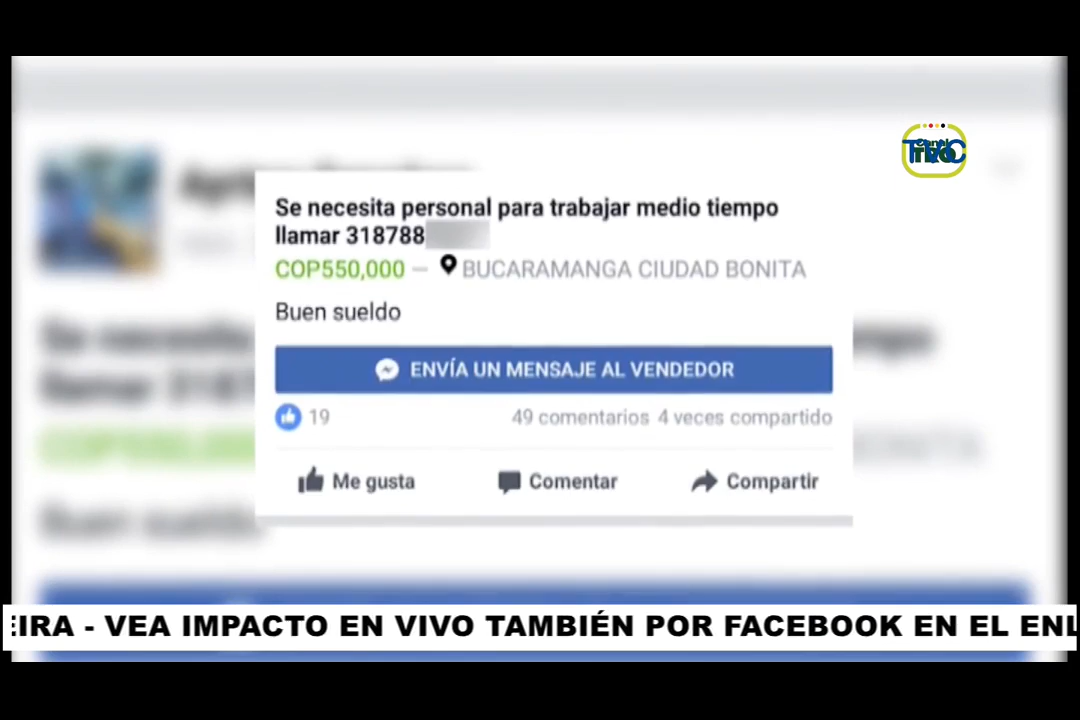 Se necesita personal para trabajar medio tiempo
llamar 318788
COP550,000 — BUCARAMANGA CIUDAD BONITA
Buen sueldo
ENVÍA UN MENSAJE AL VENDEDOR
19 49 comentarios 4 veces compartido
Me gusta Comentar Compartir
EIRA - VEA IMPACTO EN VIVO TAMBIÉN POR FACEBOOK EN EL ENL